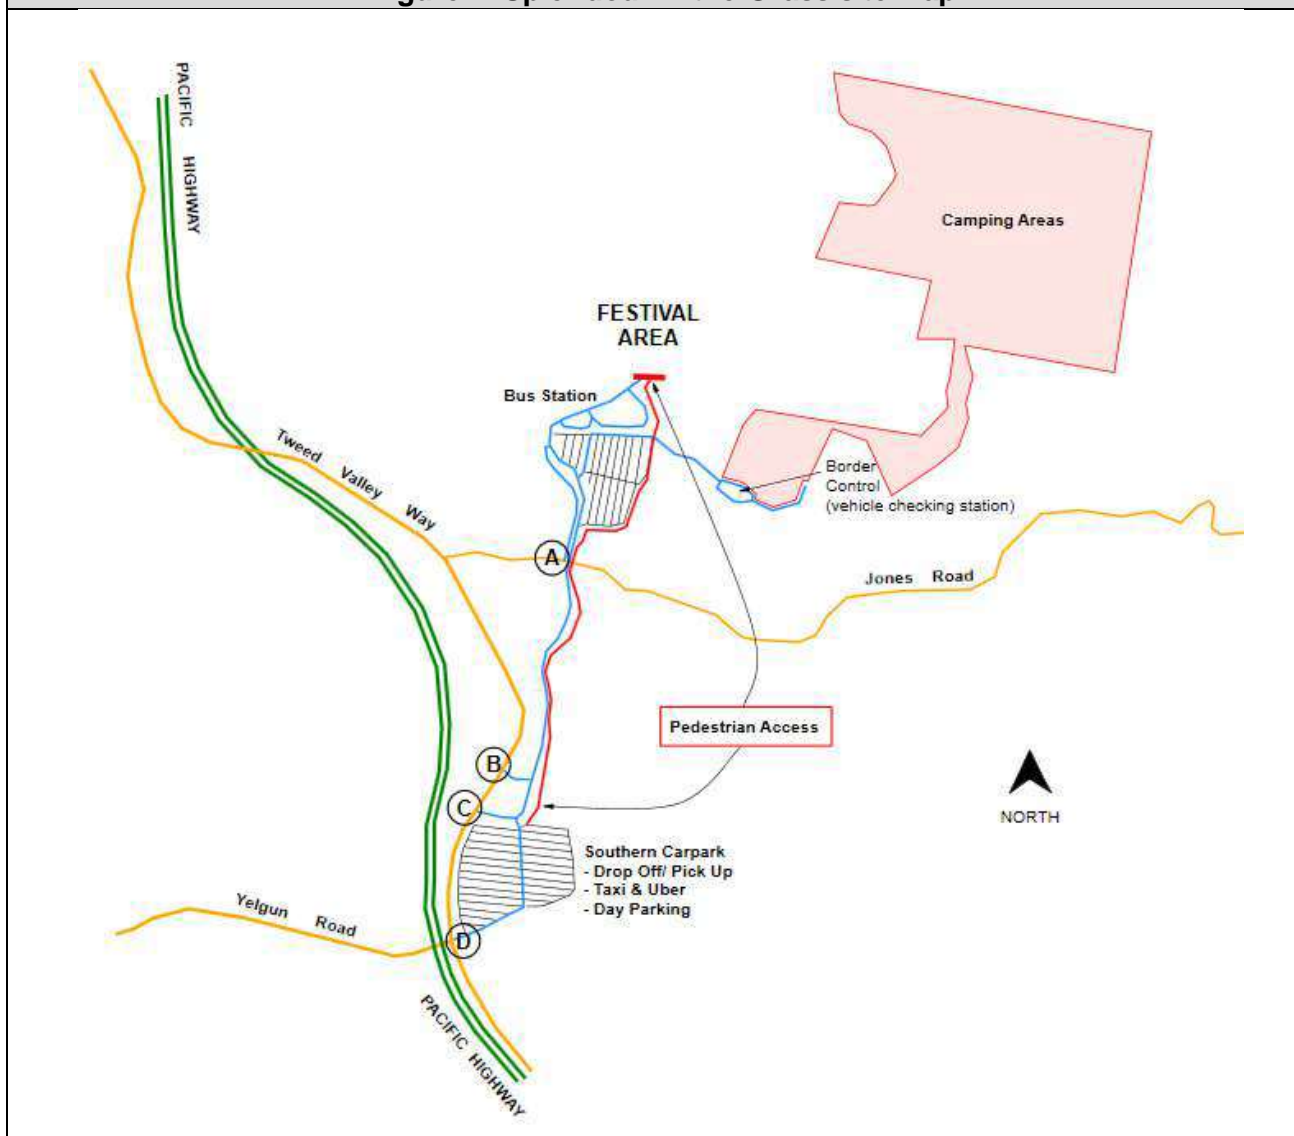 PACIFIC
HIGHWAY
Camping Areas
FESTIVAL
AREA
Bus Station
Tweed Valley Way
Border
Control
(vehicle checking station)
A
Jones Road
Pedestrian Access
B
C
NORTH
Southern Carpark
- Drop Off/ Pick Up
- Taxi & Uber
- Day Parking
Yelgun Road
D
PACIFIC HIGHWAY